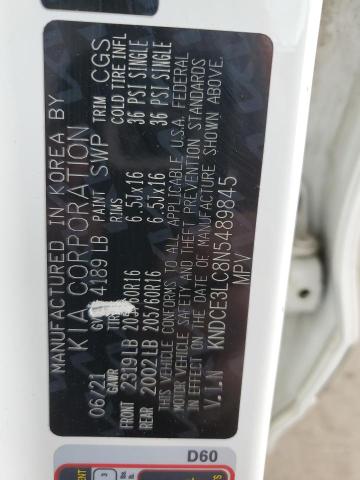 MANUFACTURED IN KOREA BY
KIA CORPORATION
06/21 4189 LB PAINT SWP TRIM CGS
GAWR RIMS COLD TIRE INFL
FRONT 2319 LB 6.5Jx16 36 PSI SINGLE
REAR 2002 LB 205/60R16 6.5Jx16 36 PSI SINGLE
THIS VEHICLE CONFORMS TO ALL APPLICABLE U.S.A. FEDERAL
MOTOR VEHICLE SAFETY AND THEFT PREVENTION STANDARDS
IN EFFECT ON THE DATE OF MANUFACTURE SHOWN ABOVE.
V.I.N KNDCE3LC8N5489845
MPV
D60